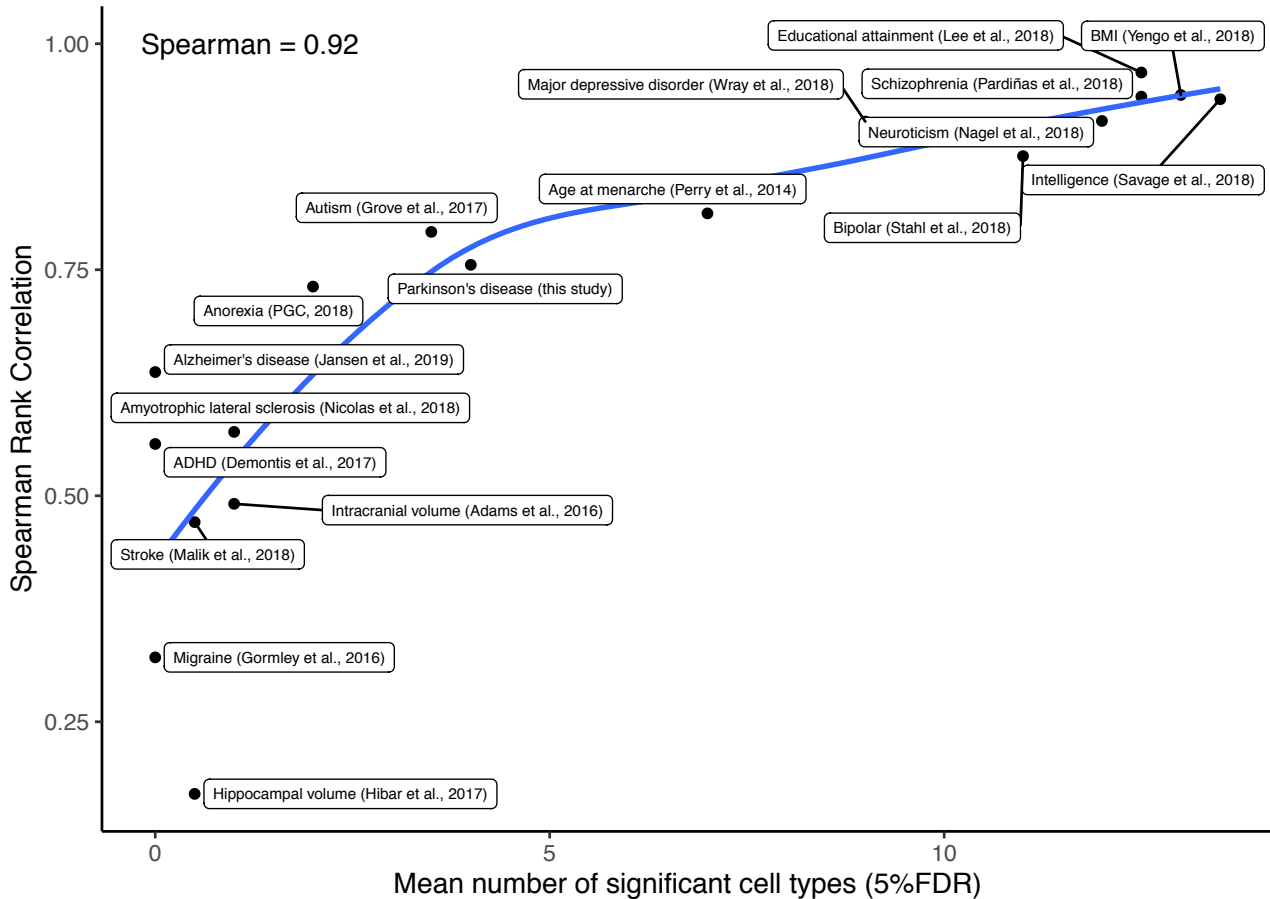 Spearman = 0.92
Educational attainment (Lee et al., 2018)
BMI (Yengo et al., 2018)
Major depressive disorder (Wray et al., 2018)
Schizophrenia (Pardiñas et al., 2018)
Neuroticism (Nagel et al., 2018)
Intelligence (Savage et al., 2018)
Age at menarche (Perry et al., 2014)
Bipolar (Stahl et al., 2018)
Autism (Grove et al., 2017)
Parkinson's disease (this study)
Anorexia (PGC, 2018)
Alzheimer's disease (Jansen et al., 2019)
Amyotrophic lateral sclerosis (Nicolas et al., 2018)
ADHD (Demontis et al., 2017)
Intracranial volume (Adams et al., 2016)
Stroke (Malik et al., 2018)
Migraine (Gormley et al., 2016)
Hippocampal volume (Hibar et al., 2017)
1.00
0.75
0.50
0.25
Spearman Rank Correlation
0
5
10
Mean number of significant cell types (5%FDR)